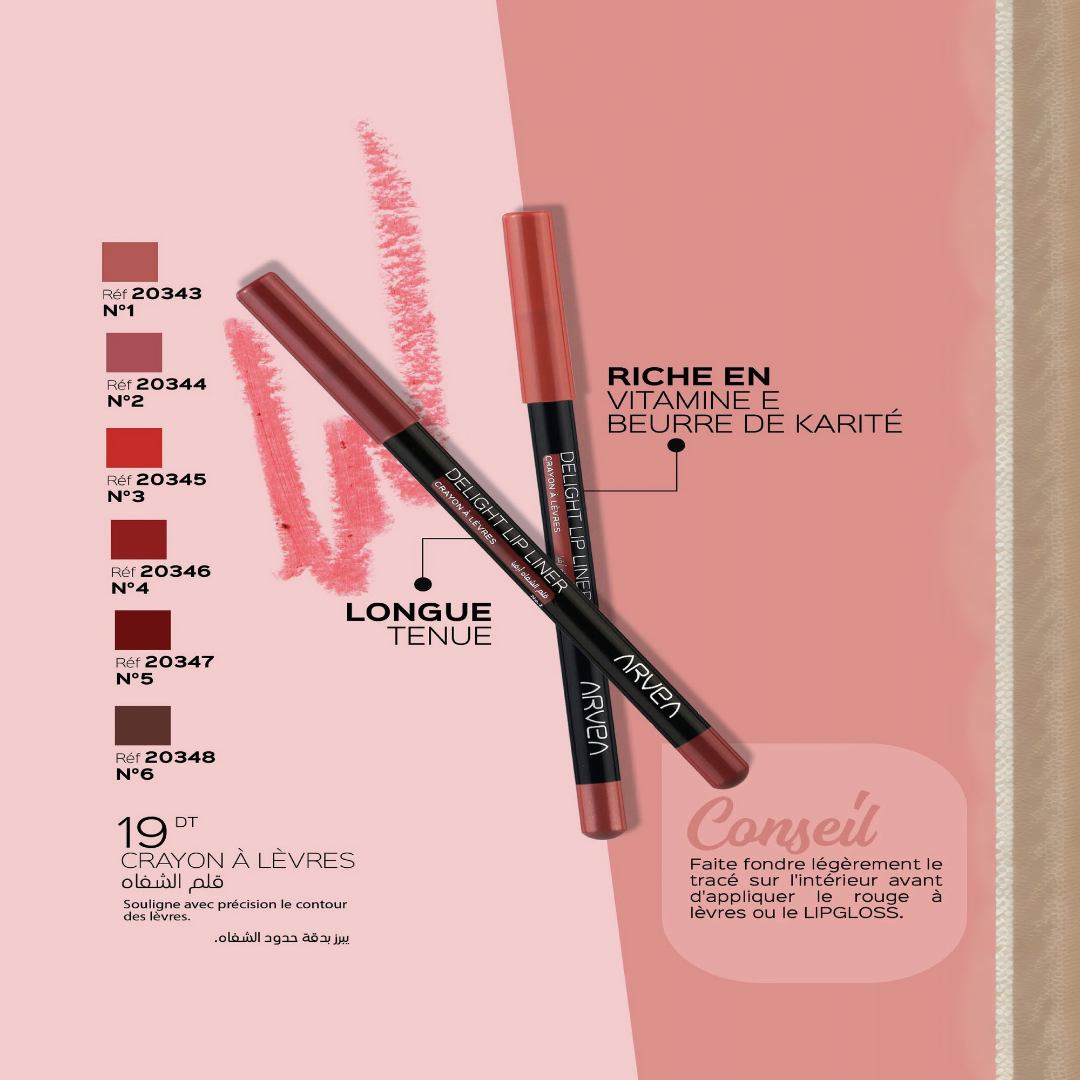 Réf 20343
N°1
Réf 20344
N°2
Réf 20345
N°3
Réf 20346
N°4
Réf 20347
N°5
Réf 20348
N°6
19 DT
CRAYON À LÈVRES
قلم الشفاه
Souligne avec précision le contour
des lèvres.
يبرز بدقة حدود الشفاه.
DELIGHT LIP LINER
CRAYON À LÈVRES
قلم الشفاه أرفيا
ARVEA
DELIGHT LIP LINER
CRAYON À LÈVRES
ARVEA
LONGUE
TENUE
RICHE EN
VITAMINE E
BEURRE DE KARITÉ
Conseil
Faite fondre légèrement le
tracé sur l'intérieur avant
d'appliquer le rouge à
lèvres ou le LIPGLOSS.